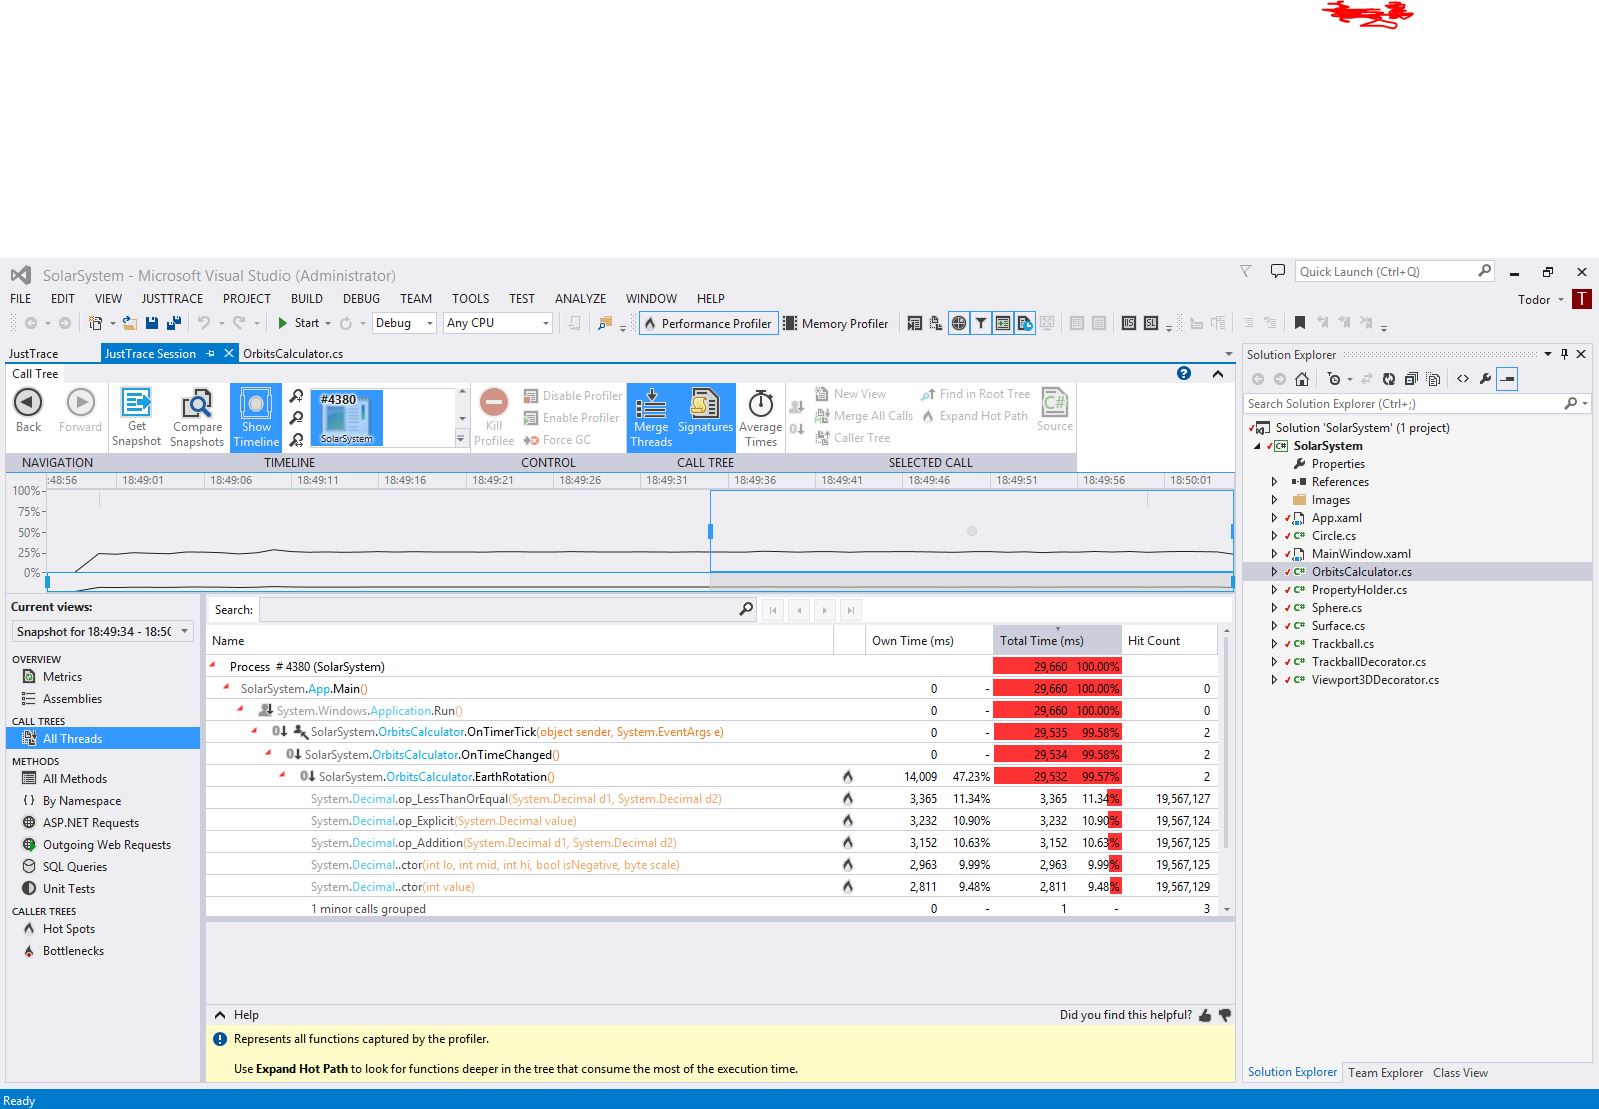 SolarSystem - Microsoft Visual Studio (Administrator)
Quick Launch (Ctrl+Q)
FILE EDIT VIEW JUSTTRACE PROJECT BUILD DEBUG TEAM TOOLS TEST ANALYZE WINDOW HELP
Todor T
Start Debug Any CPU Performance Profiler Memory Profiler
JustTrace JustTrace Session OrbitsCalculator.cs
Call Tree
Back Forward Get Snapshot Compare Snapshots Show Timeline
#4380 SolarSystem
Kill Profilee Disable Profiler Enable Profiler Force GC
Merge Threads Signatures Average Times
New View Merge All Calls Caller Tree Find in Root Tree Expand Hot Path C# Source
NAVIGATION TIMELINE CONTROL CALL TREE SELECTED CALL
:48:56 18:49:01 18:49:06 18:49:11 18:49:16 18:49:21 18:49:26 18:49:31 18:49:36 18:49:41 18:49:46 18:49:51 18:49:56 18:50:01
100%
75%
50%
25%
0%
Current views:
Snapshot for 18:49:34 - 18:50
OVERVIEW
Metrics
Assemblies
CALL TREES
All Threads
METHODS
All Methods
By Namespace
ASP.NET Requests
Outgoing Web Requests
SQL Queries
Unit Tests
CALLER TREES
Hot Spots
Bottlenecks
Search:
Name Own Time (ms) Total Time (ms) Hit Count
Process # 4380 (SolarSystem) 29,660 100.00%
SolarSystem.App.Main() 0 - 29,660 100.00% 0
System.Windows.Application.Run() 0 - 29,660 100.00% 0
SolarSystem.OrbitsCalculator.OnTimerTick(object sender, System.EventArgs e) 0 - 29,535 99.58% 2
SolarSystem.OrbitsCalculator.OnTimeChanged() 0 - 29,534 99.58% 2
SolarSystem.OrbitsCalculator.EarthRotation() 14,009 47.23% 29,532 99.57% 2
System.Decimal.op_LessThanOrEqual(System.Decimal d1, System.Decimal d2) 3,365 11.34% 3,365 11.34% 19,567,127
System.Decimal.op_Explicit(System.Decimal value) 3,232 10.90% 3,232 10.90% 19,567,124
System.Decimal.op_Addition(System.Decimal d1, System.Decimal d2) 3,152 10.63% 3,152 10.63% 19,567,125
System.Decimal..ctor(int lo, int mid, int hi, bool isNegative, byte scale) 2,963 9.99% 2,963 9.99% 19,567,125
System.Decimal..ctor(int value) 2,811 9.48% 2,811 9.48% 19,567,129
1 minor calls grouped 0 - 1 - 3
Help
Did you find this helpful?
Represents all functions captured by the profiler.
Use Expand Hot Path to look for functions deeper in the tree that consume the most of the execution time.
Solution Explorer
Search Solution Explorer (Ctrl+;)
Solution 'SolarSystem' (1 project)
C# SolarSystem
Properties
References
Images
App.xaml
C# Circle.cs
MainWindow.xaml
C# OrbitsCalculator.cs
C# PropertyHolder.cs
C# Sphere.cs
C# Surface.cs
C# Trackball.cs
C# TrackballDecorator.cs
C# Viewport3DDecorator.cs
Solution Explorer Team Explorer Class View
Ready